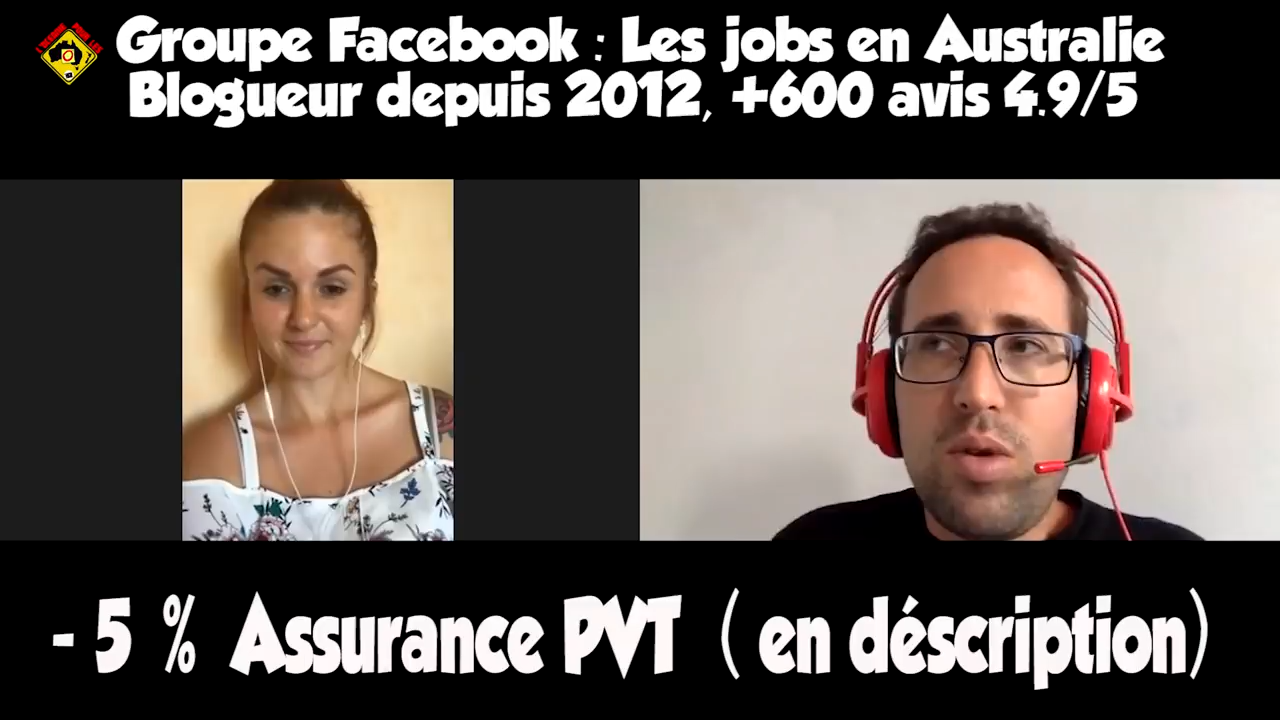 Groupe Facebook : Les jobs en Australie
Blogueur depuis 2012, +600 avis 4.9/5
- 5 % Assurance PVT ( en déscription)